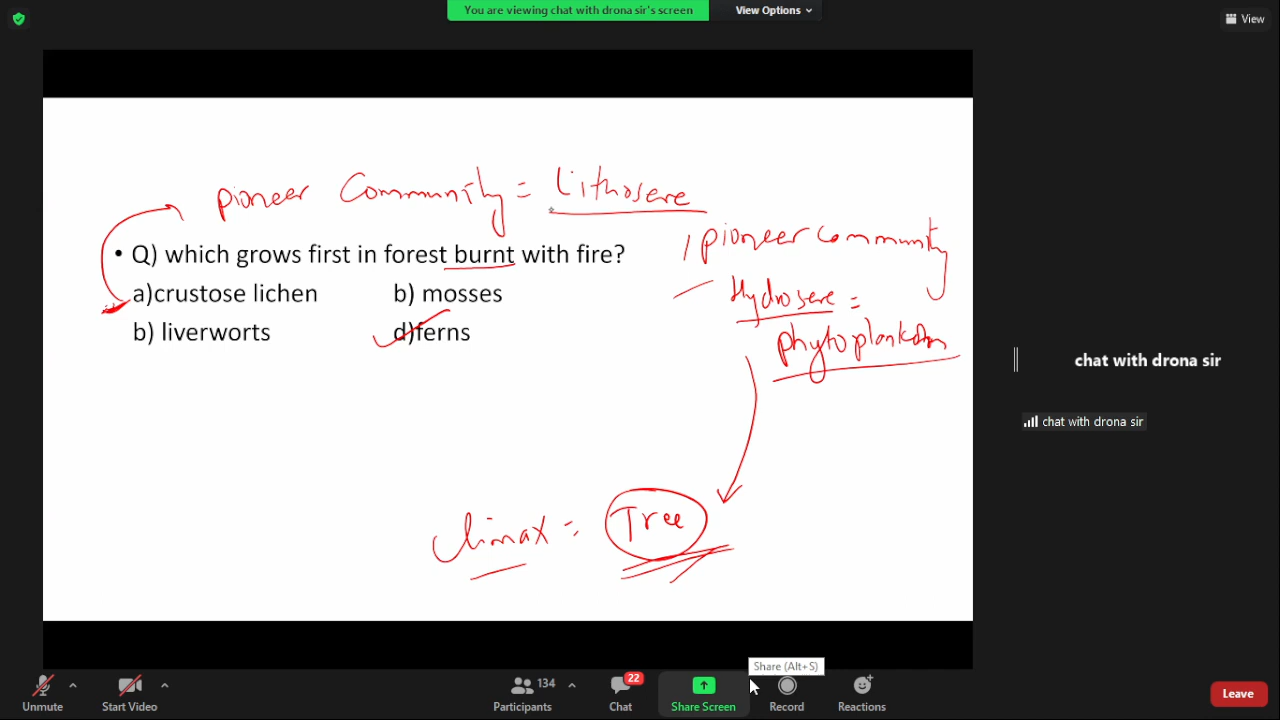 You are viewing chat with drona sir's screen
View Options
View
pioneer Community = Lithosere
• Q) which grows first in forest burnt with fire?
a)crustose lichen b) mosses
b) liverworts d)ferns
pioneer community
Hydrosere =
phytoplankton
climax = Tree
chat with drona sir
chat with drona sir
Share (Alt+S)
134
22
Unmute
Start Video
Participants
Chat
Share Screen
Record
Reactions
Leave